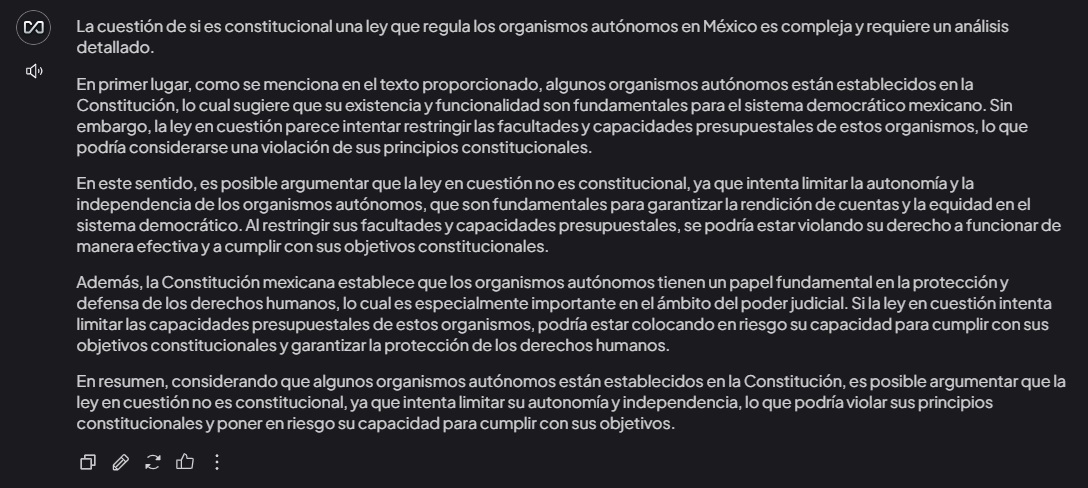 La cuestión de si es constitucional una ley que regula los organismos autónomos en México es compleja y requiere un análisis
detallado.
En primer lugar, como se menciona en el texto proporcionado, algunos organismos autónomos están establecidos en la
Constitución, lo cual sugiere que su existencia y funcionalidad son fundamentales para el sistema democrático mexicano. Sin
embargo, la ley en cuestión parece intentar restringir las facultades y capacidades presupuestales de estos organismos, lo que
podría considerarse una violación de sus principios constitucionales.
En este sentido, es posible argumentar que la ley en cuestión no es constitucional, ya que intenta limitar la autonomía y la
independencia de los organismos autónomos, que son fundamentales para garantizar la rendición de cuentas y la equidad en el
sistema democrático. Al restringir sus facultades y capacidades presupuestales, se podría estar violando su derecho a funcionar de
manera efectiva y a cumplir con sus objetivos constitucionales.
Además, la Constitución mexicana establece que los organismos autónomos tienen un papel fundamental en la protección y
defensa de los derechos humanos, lo cual es especialmente importante en el ámbito del poder judicial. Si la ley en cuestión intenta
limitar las capacidades presupuestales de estos organismos, podría estar colocando en riesgo su capacidad para cumplir con sus
objetivos constitucionales y garantizar la protección de los derechos humanos.
En resumen, considerando que algunos organismos autónomos están establecidos en la Constitución, es posible argumentar que la
ley en cuestión no es constitucional, ya que intenta limitar su autonomía y independencia, lo que podría violar sus principios
constitucionales y poner en riesgo su capacidad para cumplir con sus objetivos.